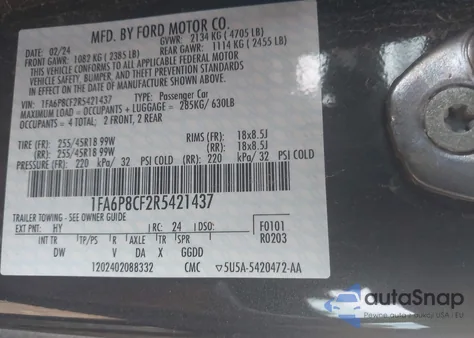 MFD. BY FORD MOTOR CO.
02/24 GVWR: 2134 KG ( 4705 LB)
FRONT GAWR: 1082 KG ( 2385 LB) REAR GAWR: 1114 KG ( 2455 LB)
THIS VEHICLE CONFORMS TO ALL APPLICABLE FEDERAL MOTOR
VEHICLE SAFETY, BUMPER, AND THEFT PREVENTION STANDARDS IN
EFFECT ON THE DATE OF MANUFACTURE SHOWN ABOVE.
VIN: 1FA6P8CF2R5421437 TYPE: Passenger Car
MAXIMUM LOAD = OCCUPANTS + LUGGAGE = 285KG/ 630LB
OCCUPANTS = 4 TOTAL: 2 FRONT, 2 REAR
TIRE (FR): 255/45R18 99W RIMS (FR): 18x8.5J
(RR): 255/45R18 99W (RR): 18x8.5J
PRESSURE (FR): 220 kPa/ 32 PSI COLD (RR): 220 kPa/ 32 PSI COLD
1FA6P8CF2R5421437
TRAILER TOWING - SEE OWNER GUIDE
EXT PNT: HY RC: 24 DSO: F0101
R0203
INT TR TP/PS R AXLE TR SPR
DW V DA X GGDD
1202402088332 CMC ▽5U5A-5420472-AA
autoSnap